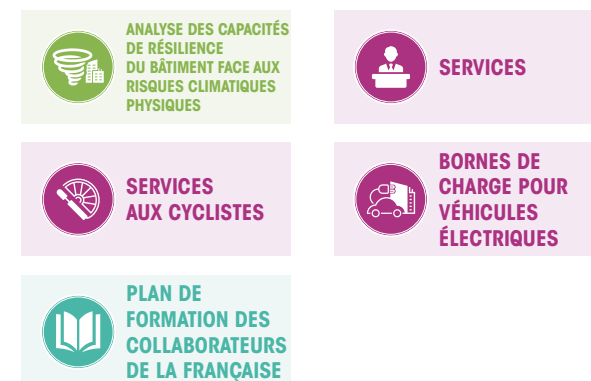 ANALYSE DES CAPACITÉS
DE RÉSILIENCE
DU BÂTIMENT FACE AUX
RISQUES CLIMATIQUES
PHYSIQUES
SERVICES
SERVICES
AUX CYCLISTES
BORNES DE
CHARGE POUR
VÉHICULES
ÉLECTRIQUES
PLAN DE
FORMATION DES
COLLABORATEURS
DE LA FRANÇAISE